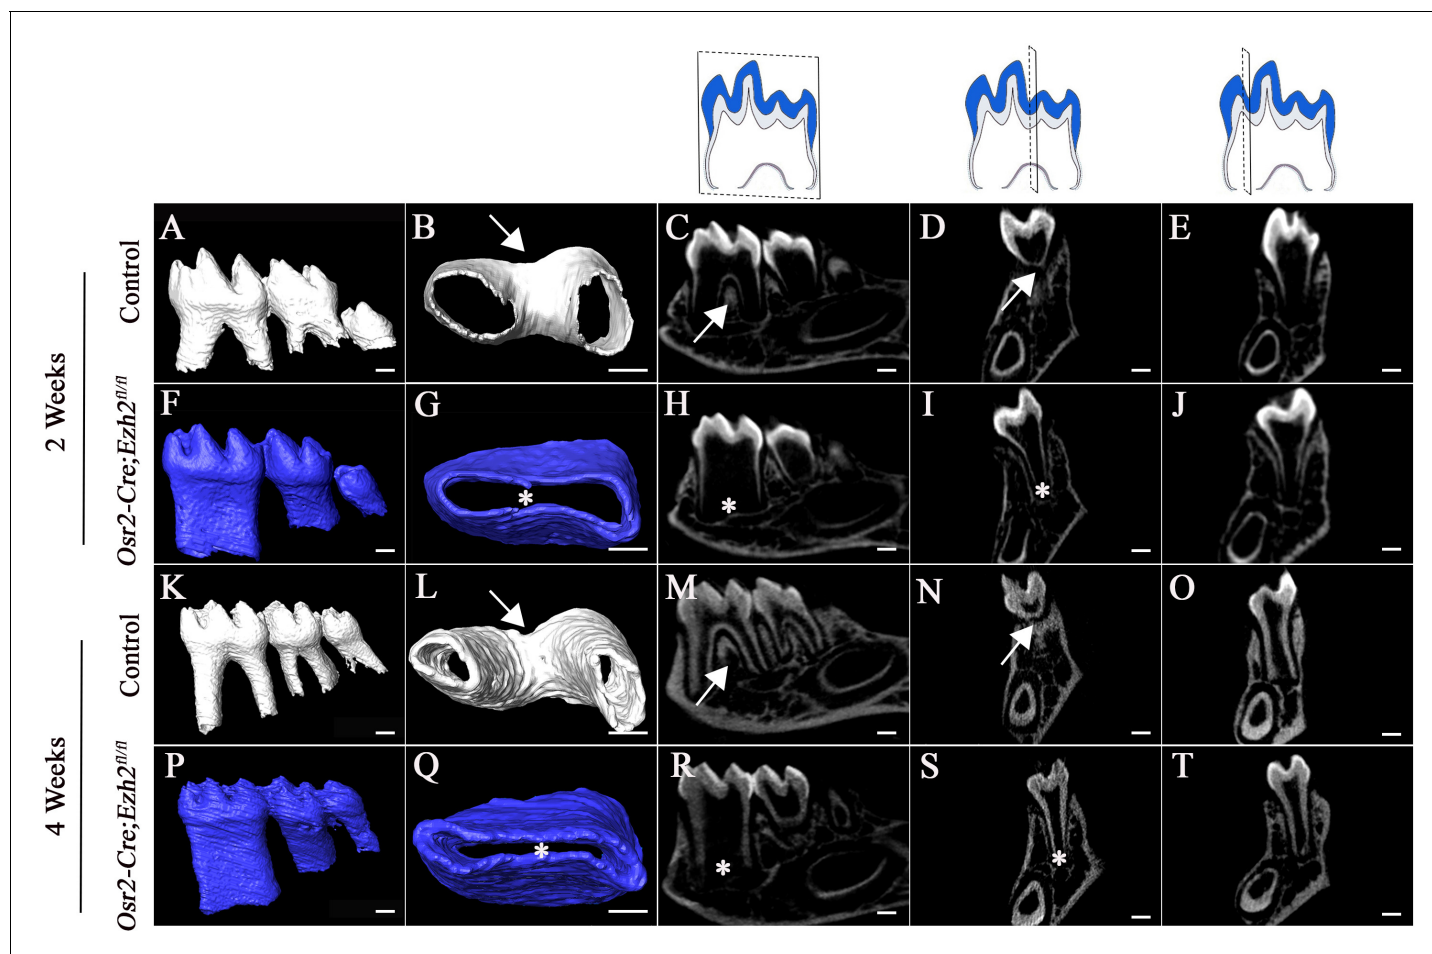 2 Weeks
Control
A
B
C
D
E
Osr2-Cre;Ezh2fl/fl
F
G
*
H
*
I
*
J
4 Weeks
Control
K
L
M
N
O
Osr2-Cre;Ezh2fl/fl
P
Q
*
R
*
S
*
T